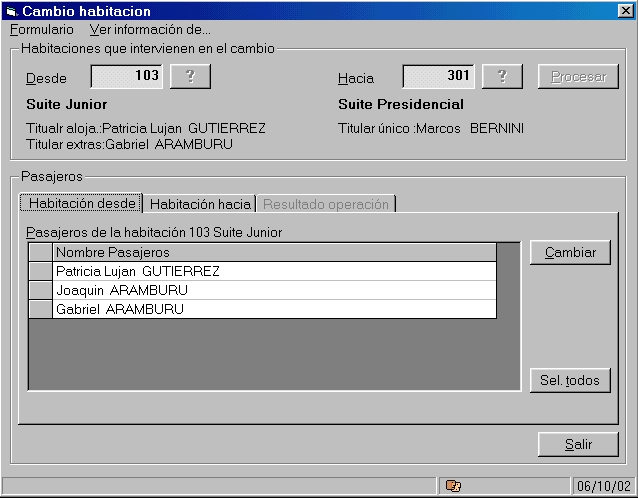 Cambio habitacion
Formulario Ver información de...
Habitaciones que intervienen en el cambio
Desde 103 ? Hacia 301 ? Procesar
Suite Junior Suite Presidencial
Titualr aloja.:Patricia Lujan GUTIERREZ Titular único :Marcos BERNINI
Titular extras:Gabriel ARAMBURU
Pasajeros
Habitación desde Habitación hacia Resultado operación
Pasajeros de la habitación 103 Suite Junior
Nombre Pasajeros Cambiar
Patricia Lujan GUTIERREZ
Joaquin ARAMBURU
Gabriel ARAMBURU
Sel. todos
Salir
06/10/02